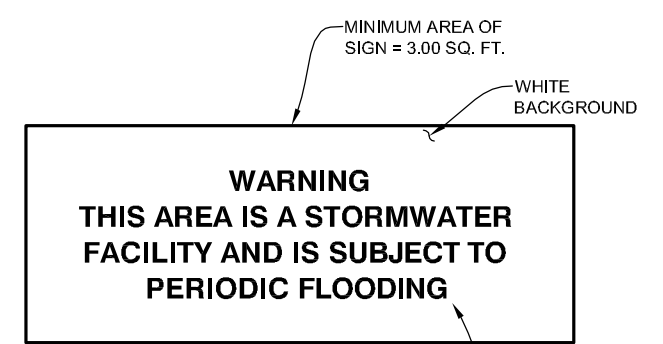 MINIMUM AREA OF
SIGN = 3.00 SQ. FT.
WHITE
BACKGROUND
WARNING
THIS AREA IS A STORMWATER
FACILITY AND IS SUBJECT TO
PERIODIC FLOODING